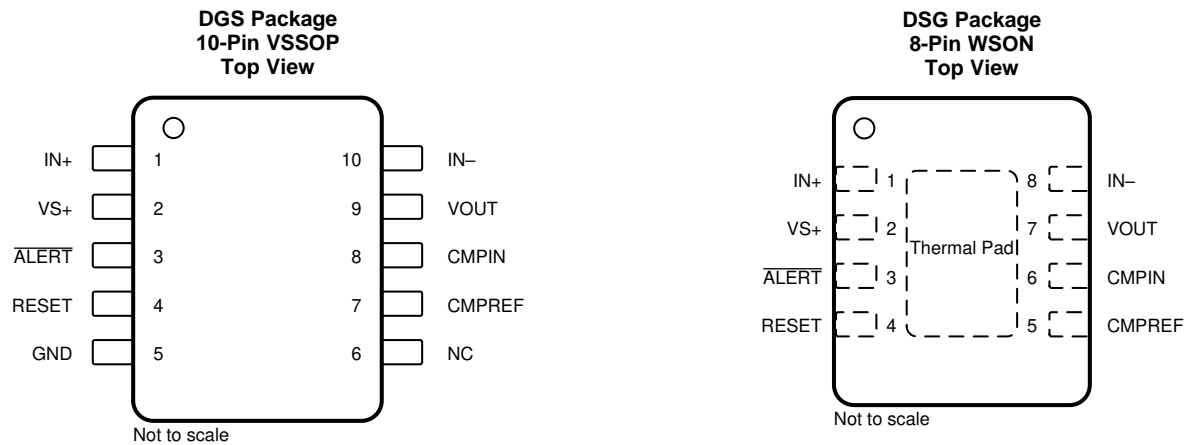 DGS Package
10-Pin VSSOP
Top View
IN+ 1 10 IN–
VS+ 2 9 VOUT
ALERT 3 8 CMPIN
RESET 4 7 CMPREF
GND 5 6 NC
Not to scale
DSG Package
8-Pin WSON
Top View
IN+ 1 8 IN–
VS+ 2 7 VOUT
Thermal Pad
ALERT 3 6 CMPIN
RESET 4 5 CMPREF
Not to scale